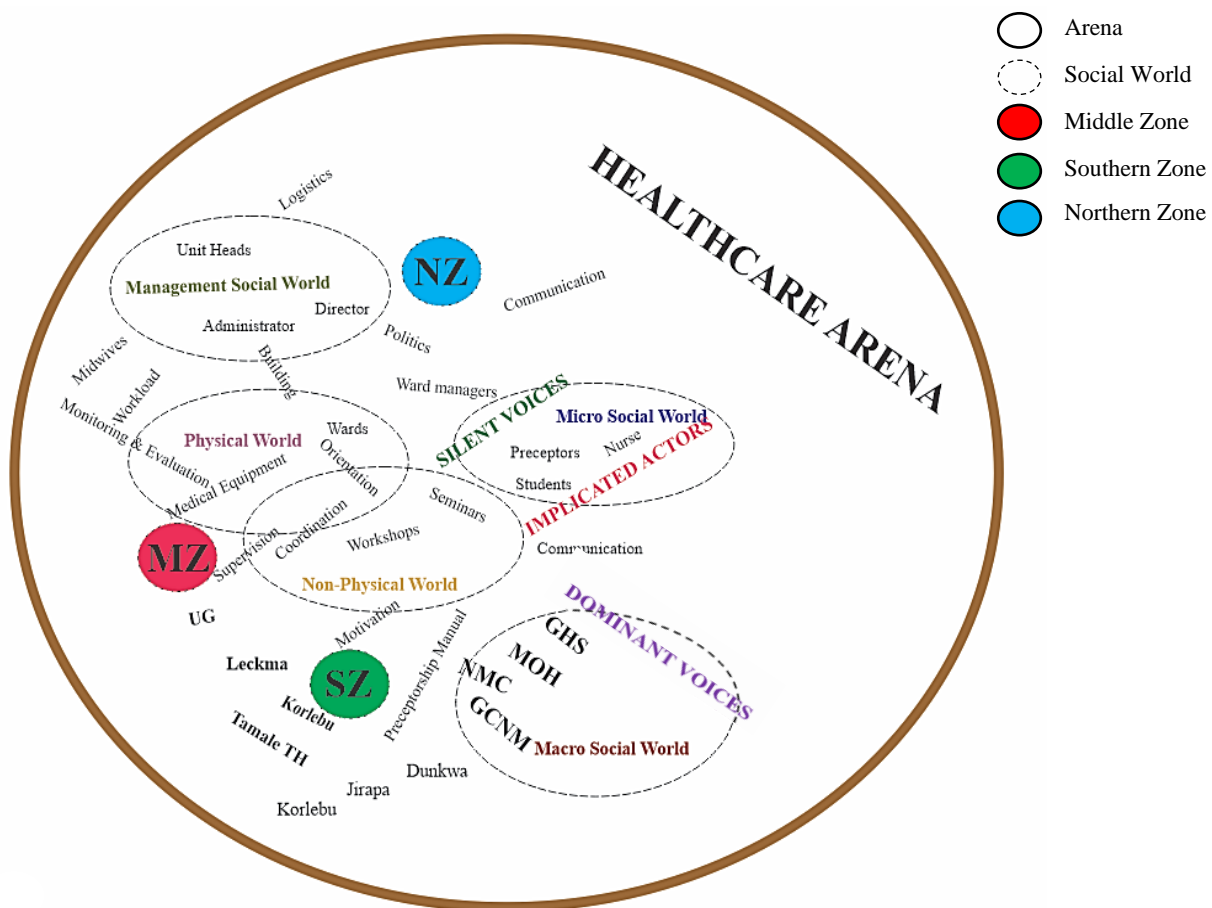 Arena
Social World
Middle Zone
Southern Zone
Northern Zone
HEALTHCARE ARENA
Logistics
Unit Heads
Management Social World
Director
Administrator
NZ
Communication
Politics
Midwives
Building
Workload
Ward managers
Monitoring & Evaluation
Physical World
Wards
Orientation
Medical Equipment
SILENT VOICES
Micro Social World
Preceptors
Nurse
Students
IMPLICATED ACTORS
Seminars
Coordination
Workshops
Supervision
Non-Physical World
MZ
Communication
UG
Motivation
Leckma
SZ
Korlebu
Tamale TH
Preceptorship Manual
DOMINANT VOICES
GHS
MOH
NMC
GCNM
Macro Social World
Dunkwa
Jirapa
Korlebu